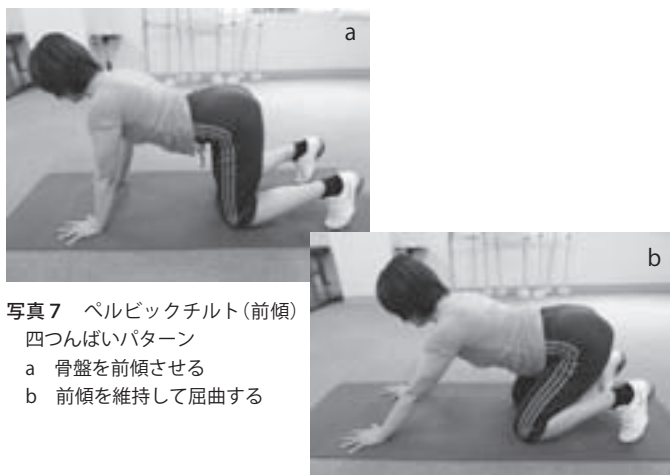 a
b
写真7　ペルビックチルト（前傾）
四つんばいパターン
a　骨盤を前傾させる
b　前傾を維持して屈曲する